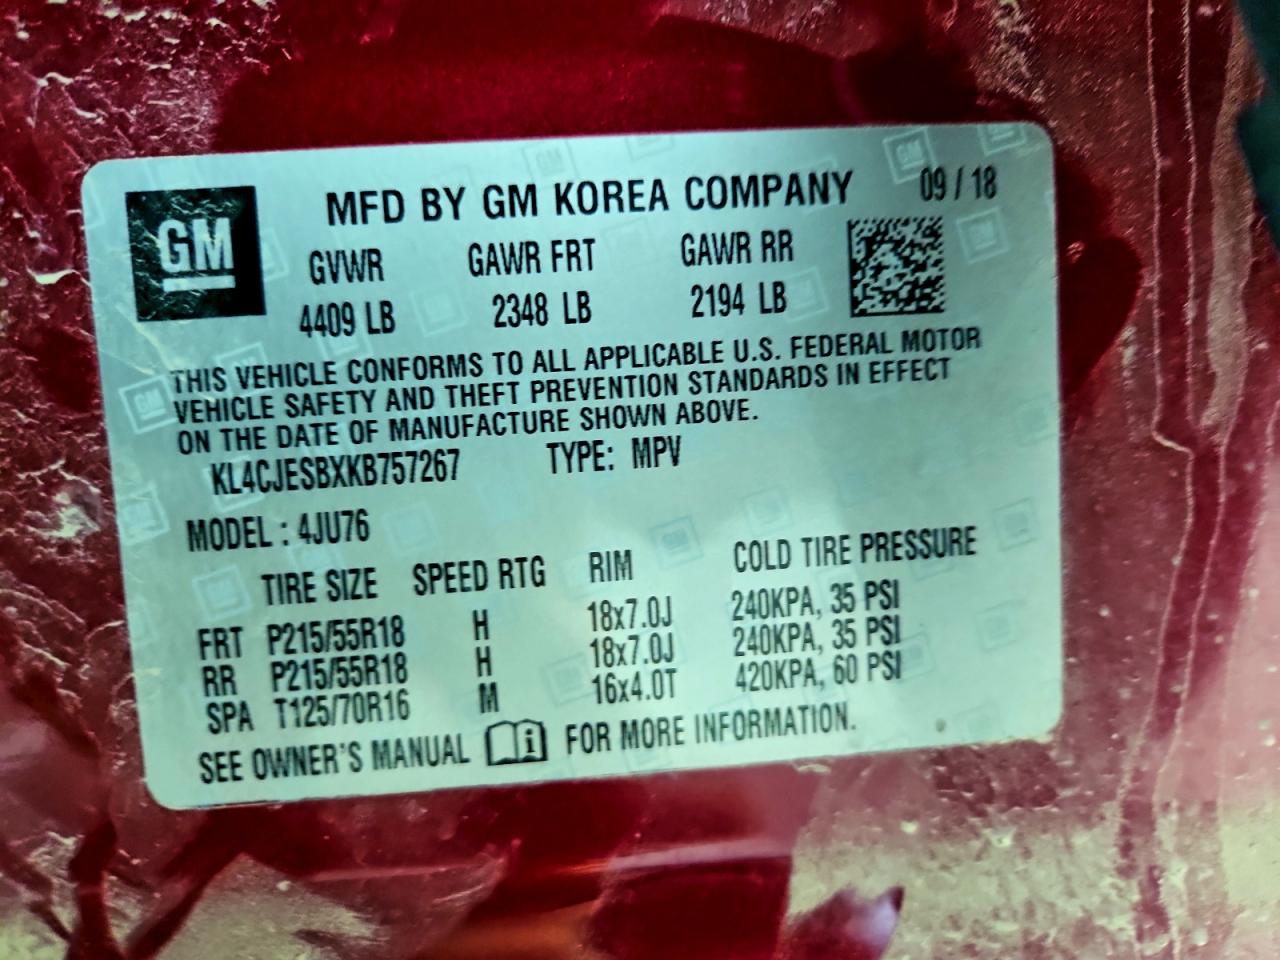 GM
MFD BY GM KOREA COMPANY 09 / 18
GVWR GAWR FRT GAWR RR
4409 LB 2348 LB 2194 LB
THIS VEHICLE CONFORMS TO ALL APPLICABLE U.S. FEDERAL MOTOR
VEHICLE SAFETY AND THEFT PREVENTION STANDARDS IN EFFECT
ON THE DATE OF MANUFACTURE SHOWN ABOVE.
KL4CJESBXKB757267 TYPE: MPV
MODEL : 4JU76
TIRE SIZE SPEED RTG RIM COLD TIRE PRESSURE
FRT P215/55R18 H 18x7.0J 240KPA, 35 PSI
RR P215/55R18 H 18x7.0J 240KPA, 35 PSI
SPA T125/70R16 M 16x4.0T 420KPA, 60 PSI
SEE OWNER'S MANUAL i FOR MORE INFORMATION.